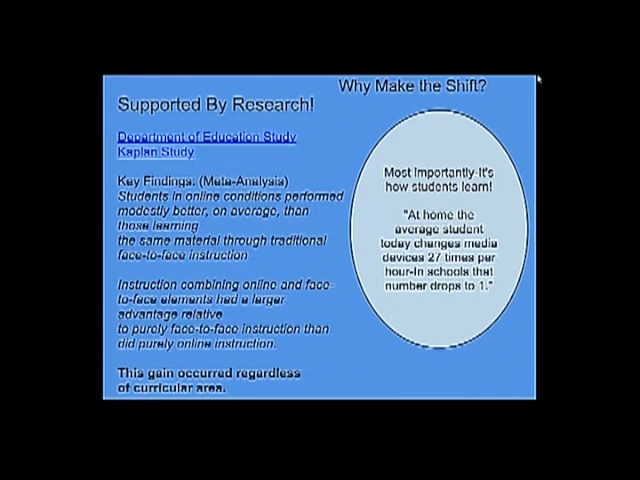 Why Make the Shift?
Supported By Research!
Department of Education Study
Kaplan Study
Key Findings: (Meta-Analysis)
Students in online conditions performed
modestly better, on average, than
those learning
the same material through traditional
face-to-face instruction
Instruction combining online and face-
to-face elements had a larger
advantage relative
to purely face-to-face instruction than
did purely online instruction.
This gain occurred regardless
of curricular area.
Most Importantly-It's
how students learn!
"At home the
average student
today changes media
devices 27 times per
hour-In schools that
number drops to 1."